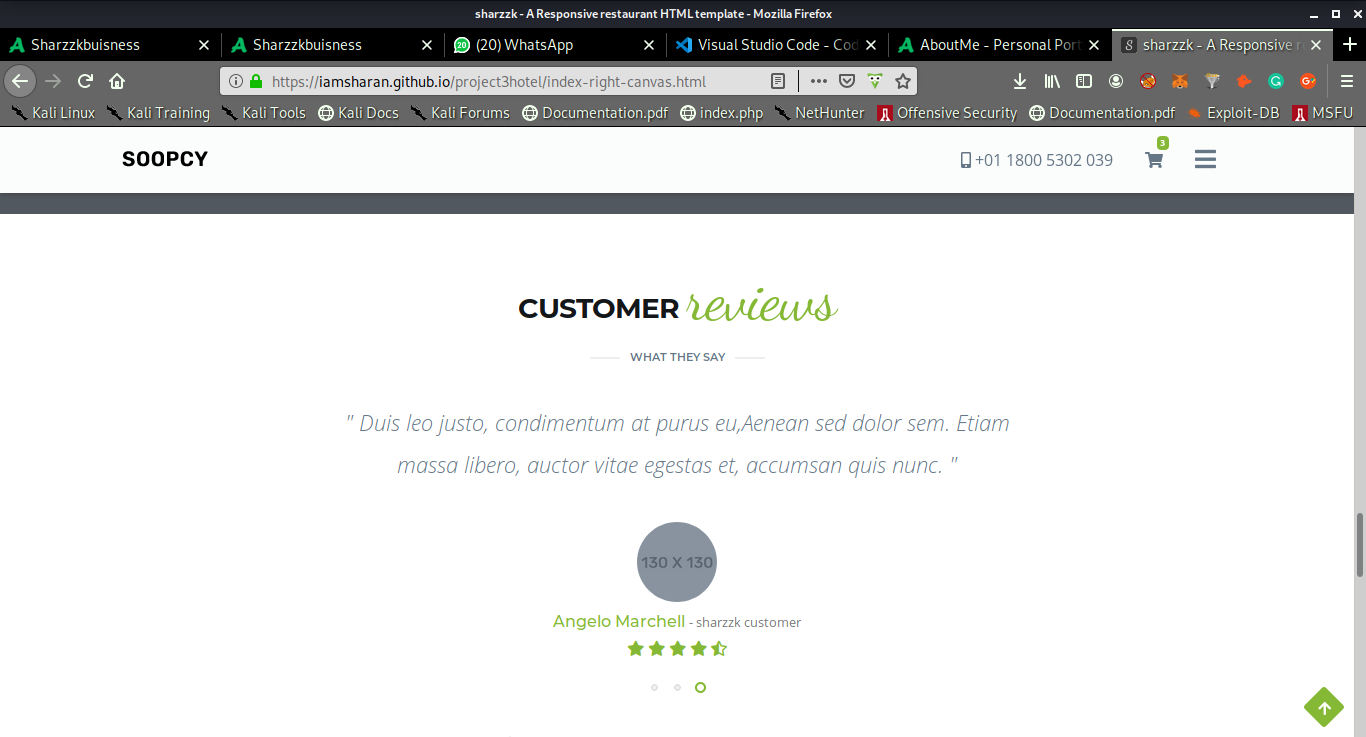 sharzzk - A Responsive restaurant HTML template - Mozilla Firefox
Sharzzkbuisness
Sharzzkbuisness
20 (20) WhatsApp
Visual Studio Code - Cod
AboutMe - Personal Port
sharzzk - A Responsive r
https://iamsharan.github.io/project3hotel/index-right-canvas.html
Kali Linux Kali Training Kali Tools Kali Docs Kali Forums Documentation.pdf index.php NetHunter Offensive Security Documentation.pdf Exploit-DB MSFU
SOOPCY
+01 1800 5302 039
3
CUSTOMER reviews
WHAT THEY SAY
" Duis leo justo, condimentum at purus eu,Aenean sed dolor sem. Etiam
massa libero, auctor vitae egestas et, accumsan quis nunc. "
130 X 130
Angelo Marchell - sharzzk customer